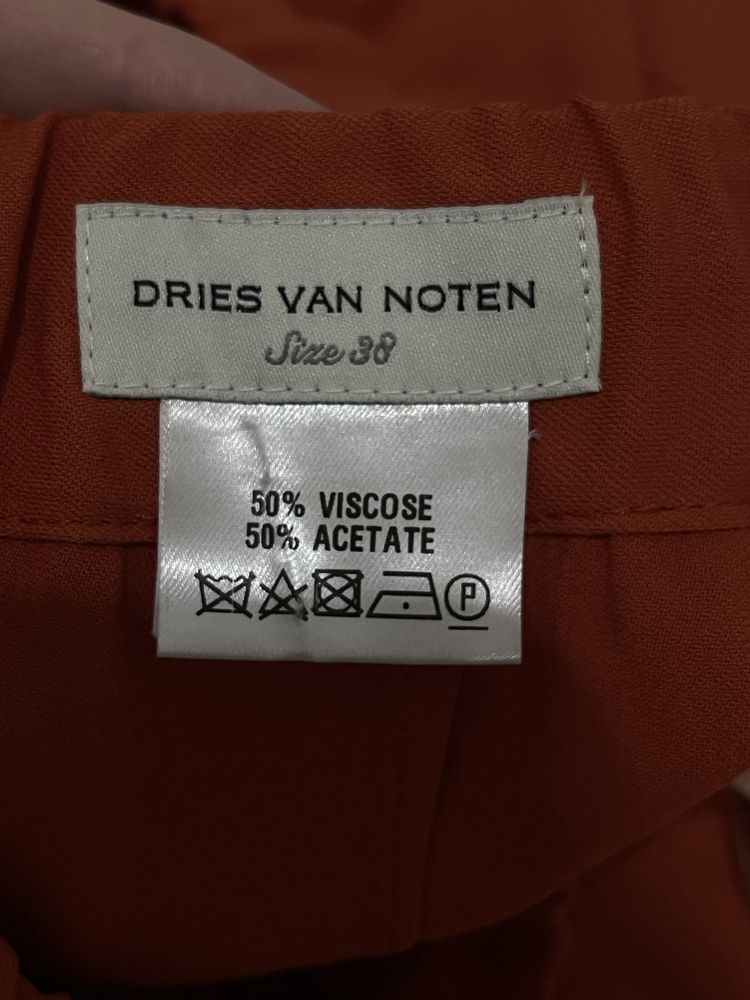 DRIES VAN NOTEN
Size 38
50% VISCOSE
50% ACETATE
P